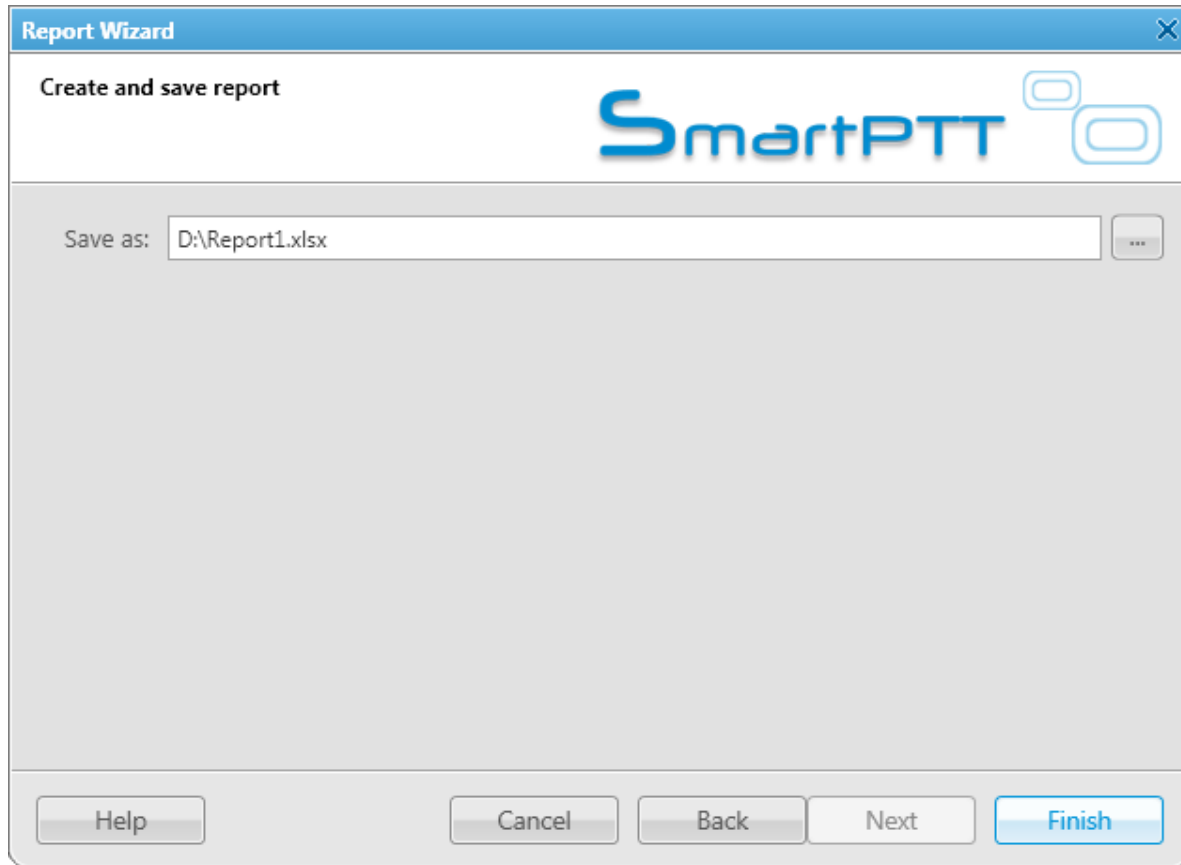 Report Wizard
Create and save report
SmartPTT
Save as: D:\Report1.xlsx ...
Help Cancel Back Next Finish